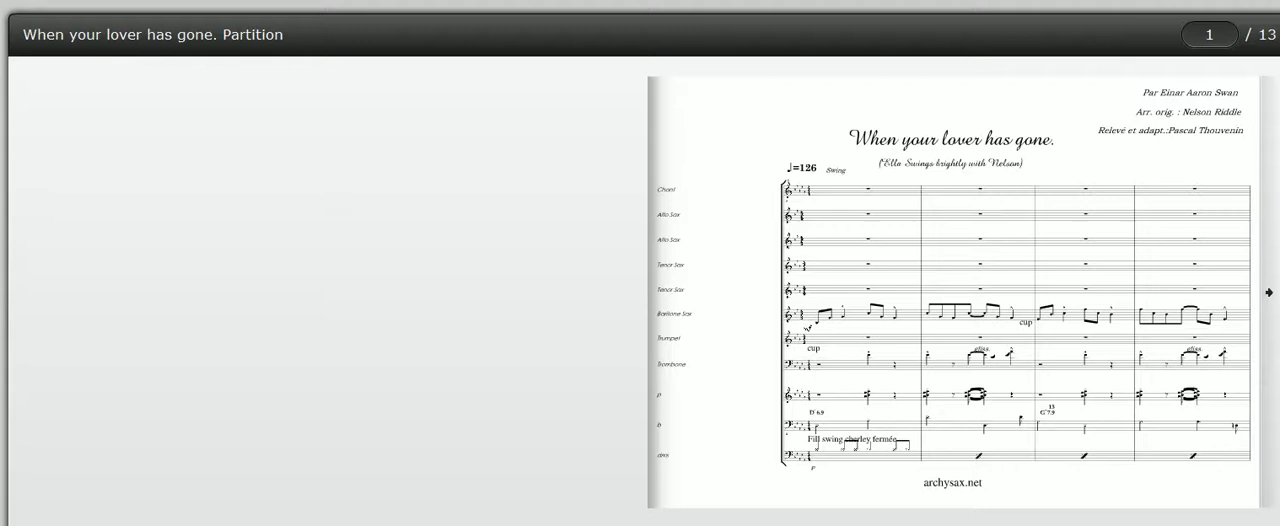 When your lover has gone. Partition
1 / 13
Par Einar Aaron Swan
Arr. orig. : Nelson Riddle
Relevé et adapt.:Pascal Thouvenin
When your lover has gone.
(Ella Swings brightly with Nelson)
♩=126 Swing
Chant
Alto Sax
Alto Sax
Tenor Sax
Tenor Sax
Baritone Sax
cup
Trumpet
cup
gliss.
gliss.
Trombone
Fill swing charley fermée
P
archysax.net